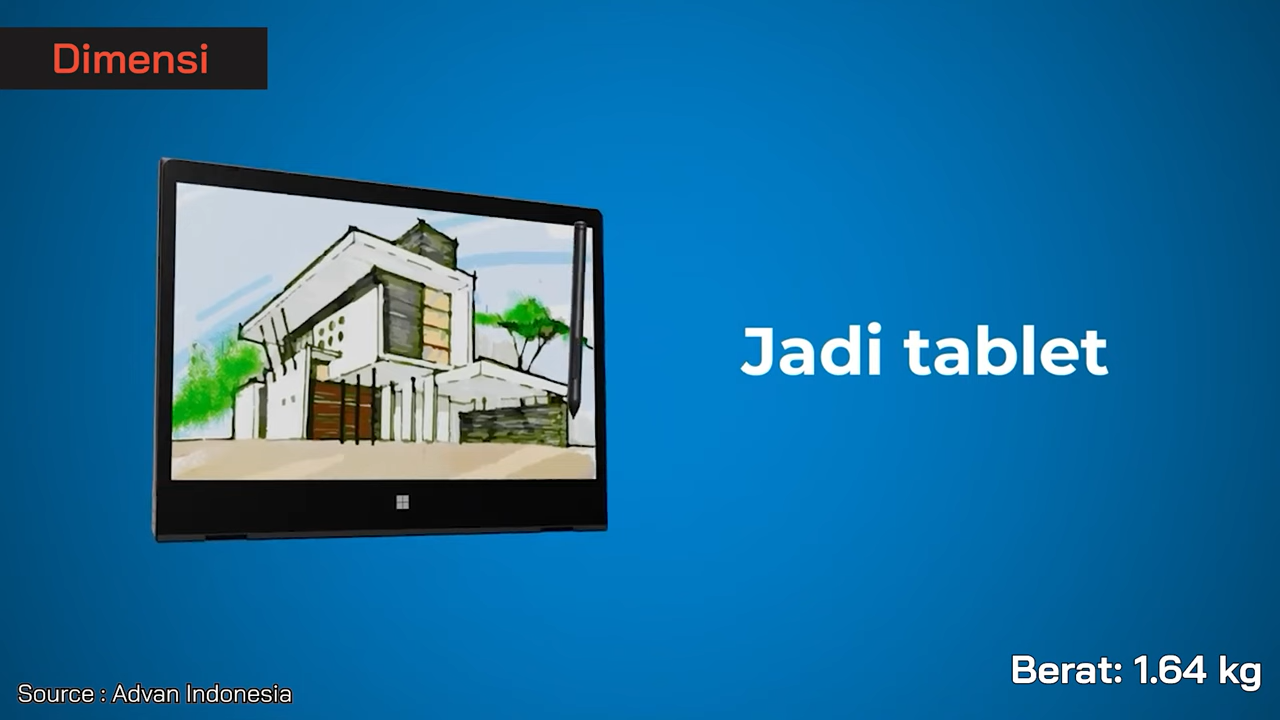 Dimensi
Jadi tablet
Berat: 1.64 kg
Source : Advan Indonesia